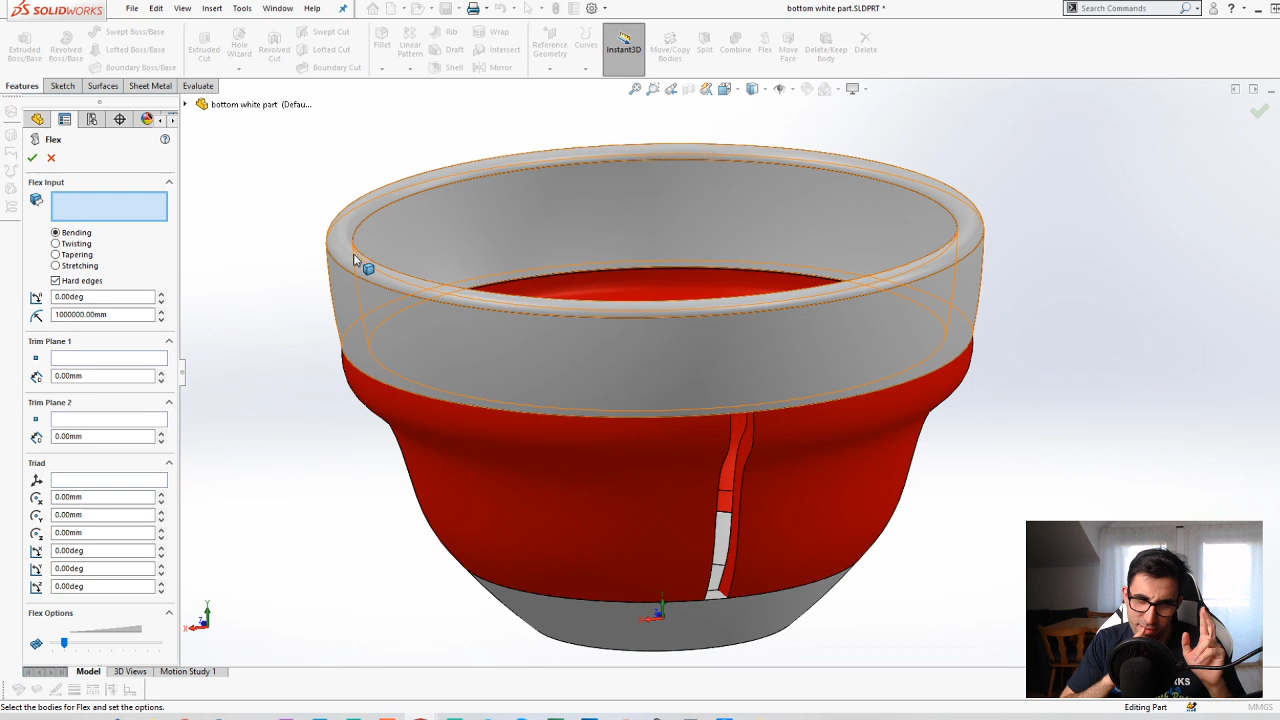 SOLIDWORKS File Edit View Insert Tools Window Help bottom white part.SLDPRT * Search Commands
Extruded Boss/Base Revolved Boss/Base Swept Boss/Base Lofted Boss/Base Boundary Boss/Base Extruded Cut Hole Wizard Revolved Cut Swept Cut Lofted Cut Boundary Cut Fillet Linear Pattern Rib Draft Shell Wrap Intersect Mirror Reference Geometry Curves Instant3D Move/Copy Bodies Split Combine Flex Move Face Delete/Keep Body Delete
Features Sketch Surfaces Sheet Metal Evaluate
bottom white part (Defau...
Flex
Flex Input
Bending
Twisting
Tapering
Stretching
Hard edges
0.00deg
1000000.00mm
Trim Plane 1
0.00mm
Trim Plane 2
0.00mm
Triad
0.00mm
0.00mm
0.00mm
0.00deg
0.00deg
0.00deg
Flex Options
Y
X
Z
Model 3D Views Motion Study 1
Select the bodies for Flex and set the options. Editing Part MMGS